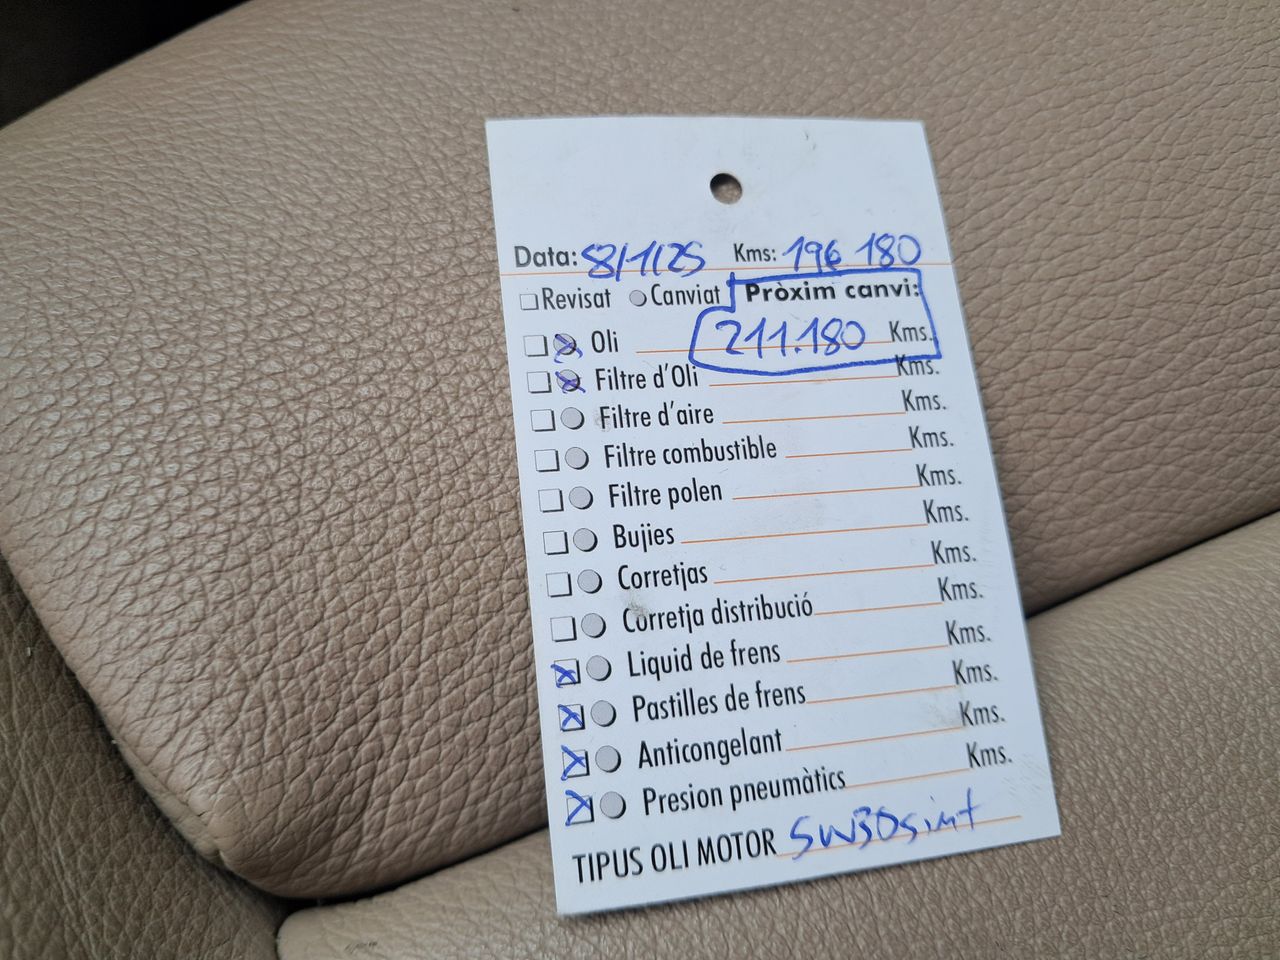 Data: 8/1/25 Kms: 196 180
Revisat Canviat Pròxim canvi:
Oli 211.180 Kms.
Filtre d'Oli Kms.
Filtre d'aire Kms.
Filtre combustible Kms.
Filtre polen Kms.
Bujies Kms.
Corretjas Kms.
Corretja distribució Kms.
Liquid de frens Kms.
Pastilles de frens Kms.
Anticongelant Kms.
Presion pneumàtics Kms.
TIPUS OLI MOTOR 5W30 sint